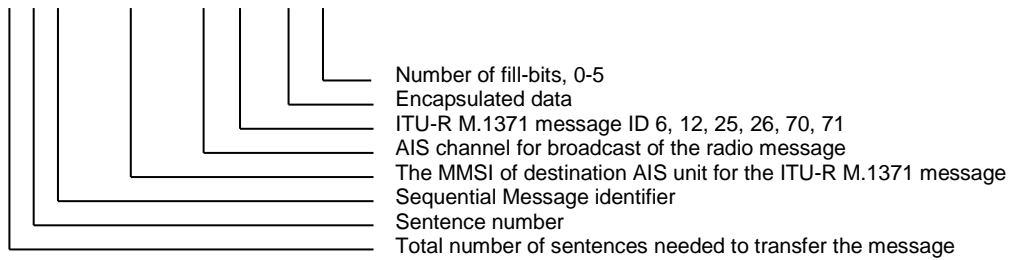 Number of fill-bits, 0-5
Encapsulated data
ITU-R M.1371 message ID 6, 12, 25, 26, 70, 71
AIS channel for broadcast of the radio message
The MMSI of destination AIS unit for the ITU-R M.1371 message
Sequential Message identifier
Sentence number
Total number of sentences needed to transfer the message